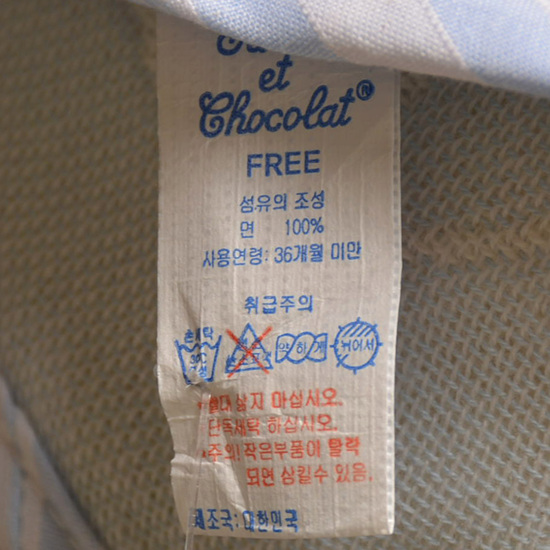 et
Chocolat®
FREE
섬유의 조성
면 100%
사용연령: 36개월 미만
취급주의
손세탁
약하게
뉘어서
삶지 마십시오.
단독세탁 하십시오.
주의! 작은부품이 탈락
되면 삼킬수 있음.
제조국: 대한민국